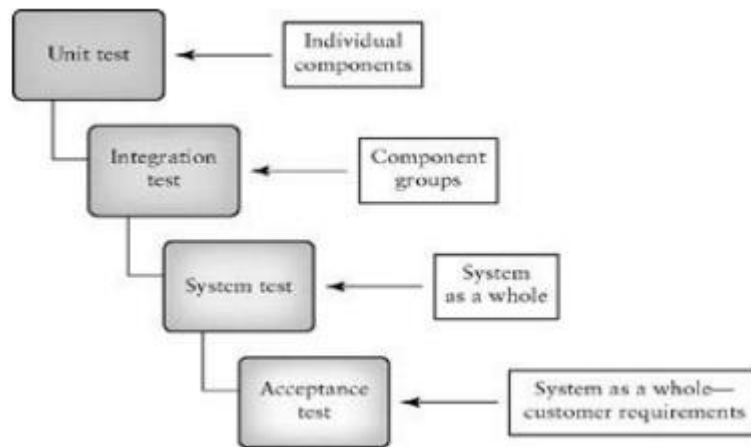 Unit test
Individual
components
Integration
test
Component
groups
System test
System
as a whole
Acceptance
test
System as a whole—
customer requirements